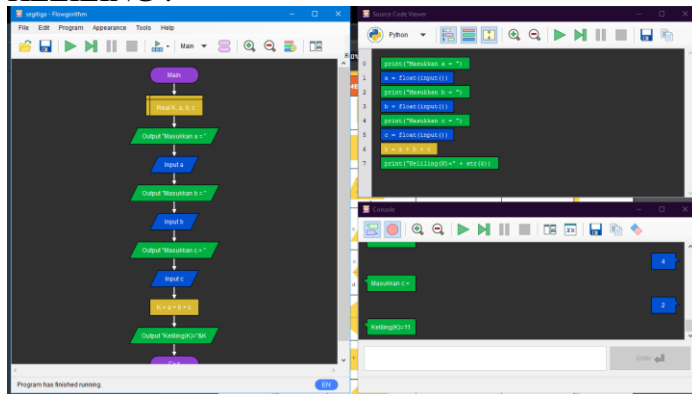 segitiga - Flowgorithm
File Edit Program Appearance Tools Help
Main
Main
Real K, a, b, c
Output "Masukkan a = "
Input a
Output "Masukkan b = "
Input b
Output "Masukkan c = "
Input c
K = a + b + c
Output "Keliling(K)="&K
End
Program has finished running.
EN
Source Code Viewer
Python
0 print("Masukkan a = ")
1 a = float(input())
2 print("Masukkan b = ")
3 b = float(input())
4 print("Masukkan c = ")
5 c = float(input())
6 k = a + b + c
7 print("Keliling(K)=" + str(k))
Console
4
Masukkan c =
2
Keliling(K)=11
Enter